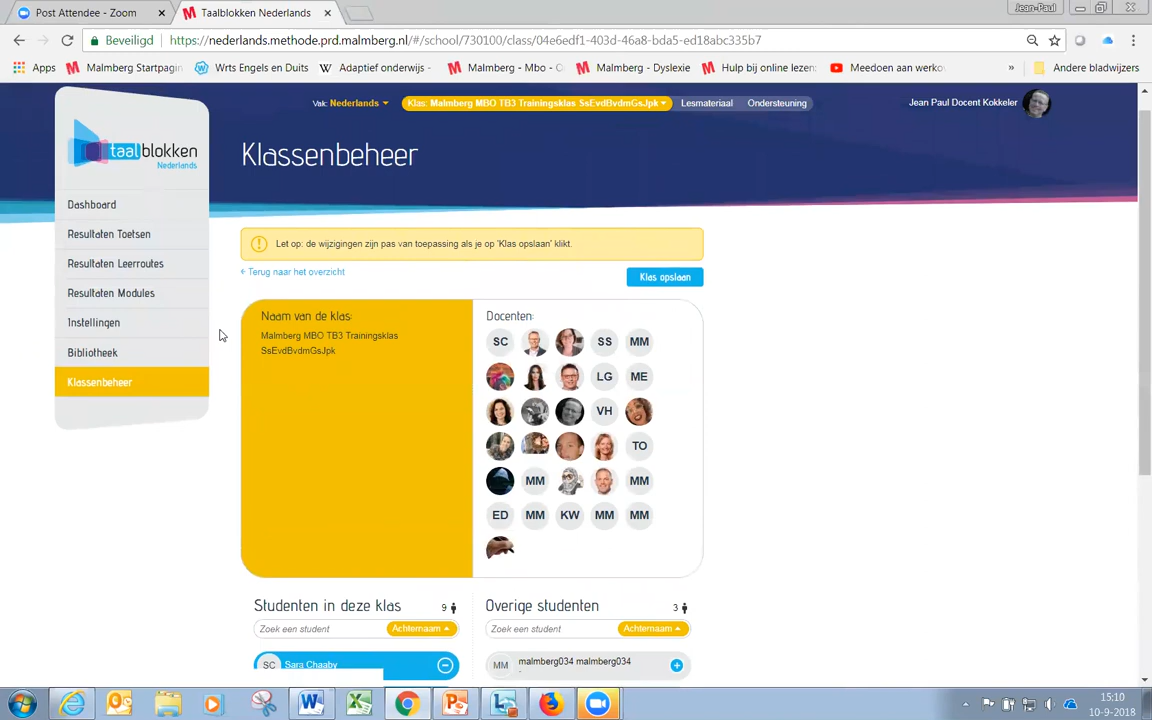 Post Attendee - Zoom
Taalblokken Nederlands
Jean-Paul
Beveiligd
https://nederlands.methode.prd.malmberg.nl/#/school/730100/class/04e6edf1-403d-46a8-bda5-ed18abc335b7
Apps
Malmberg Startpagin
Wrts Engels en Duits
W Adaptief onderwijs -
Malmberg - Mbo - O
Malmberg - Dyslexie
Hulp bij online lezen:
Meedoen aan werko
»
Andere bladwijzers
Vak: Nederlands
Klas: Malmberg MBO TB3 Trainingsklas SsEvdBvdmGsJpk
Lesmateriaal
Ondersteuning
Jean Paul Docent Kokkeler
taalblokken
Nederlands
Klassenbeheer
Dashboard
Resultaten Toetsen
Resultaten Leerroutes
Resultaten Modules
Instellingen
Bibliotheek
Klassenbeheer
Let op: de wijzigingen zijn pas van toepassing als je op 'Klas opslaan' klikt.
Terug naar het overzicht
Klas opslaan
Naam van de klas:
Malmberg MBO TB3 Trainingsklas
SsEvdBvdmGsJpk
Docenten:
SC SS MM
LG ME
VH
TO
MM MM
ED MM KW MM MM
Studenten in deze klas
9
Zoek een student
Achternaam
SC Sara Chaaby
Overige studenten
3
Zoek een student
Achternaam
MM malmberg034 malmberg034
15:10
10-9-2018